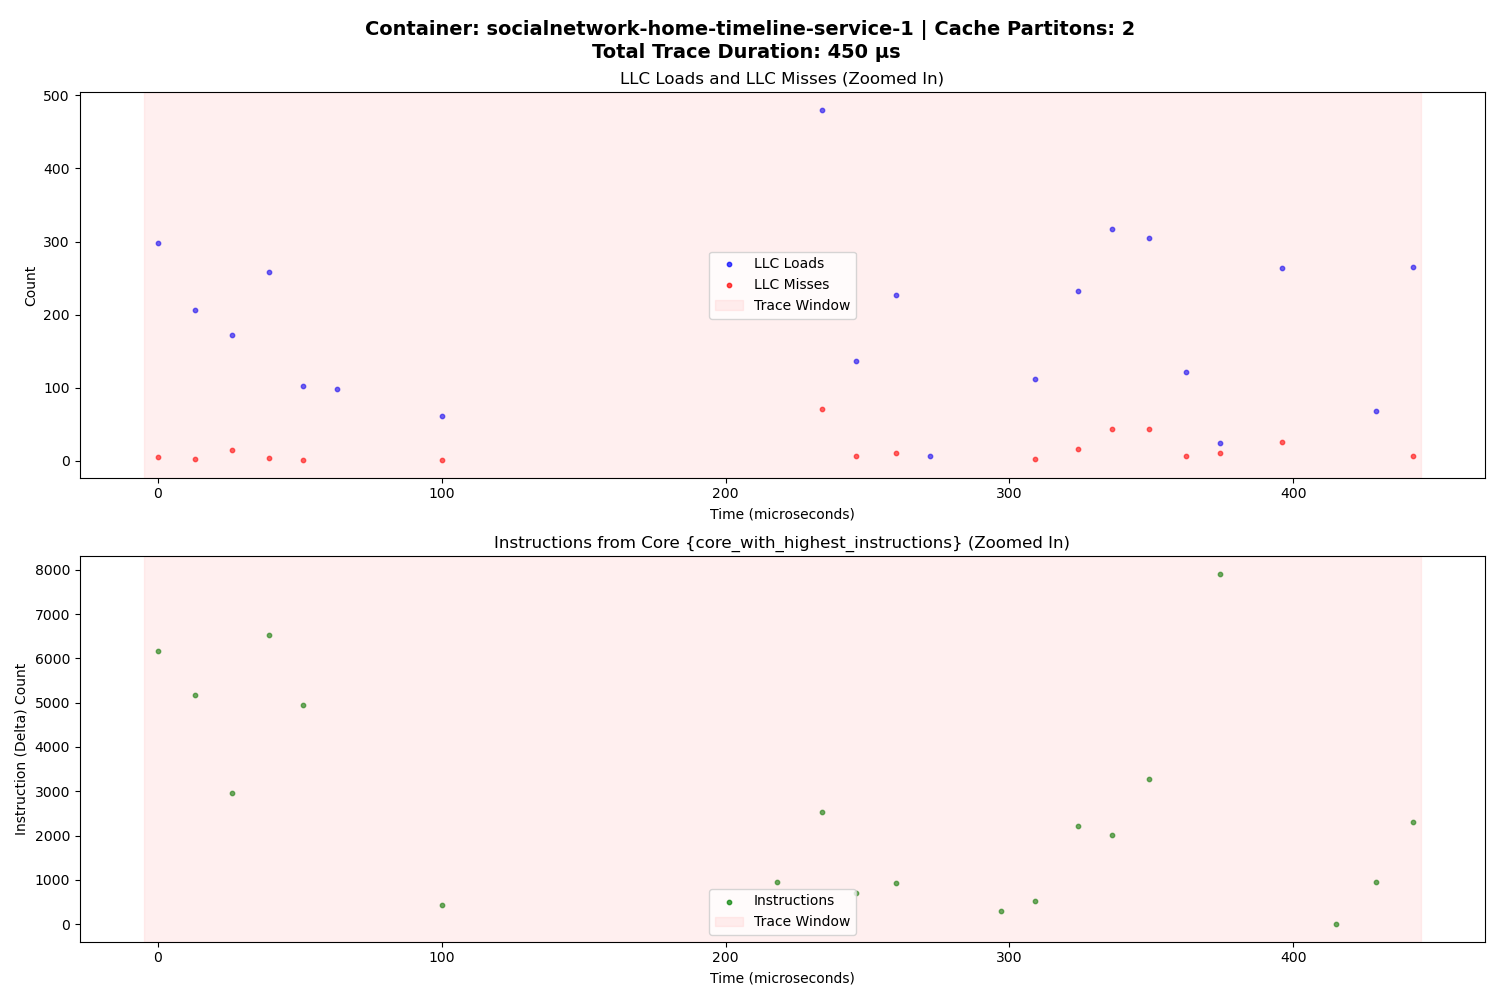 Container: socialnetwork-home-timeline-service-1 | Cache Partitons: 2
Total Trace Duration: 450 µs
LLC Loads and LLC Misses (Zoomed In)
500
400
300
200
100
0
Count
LLC Loads
LLC Misses
Trace Window
0 100 200 300 400
Time (microseconds)
Instructions from Core {core_with_highest_instructions} (Zoomed In)
8000
7000
6000
5000
4000
3000
2000
1000
0
Instruction (Delta) Count
Instructions
Trace Window
0 100 200 300 400
Time (microseconds)